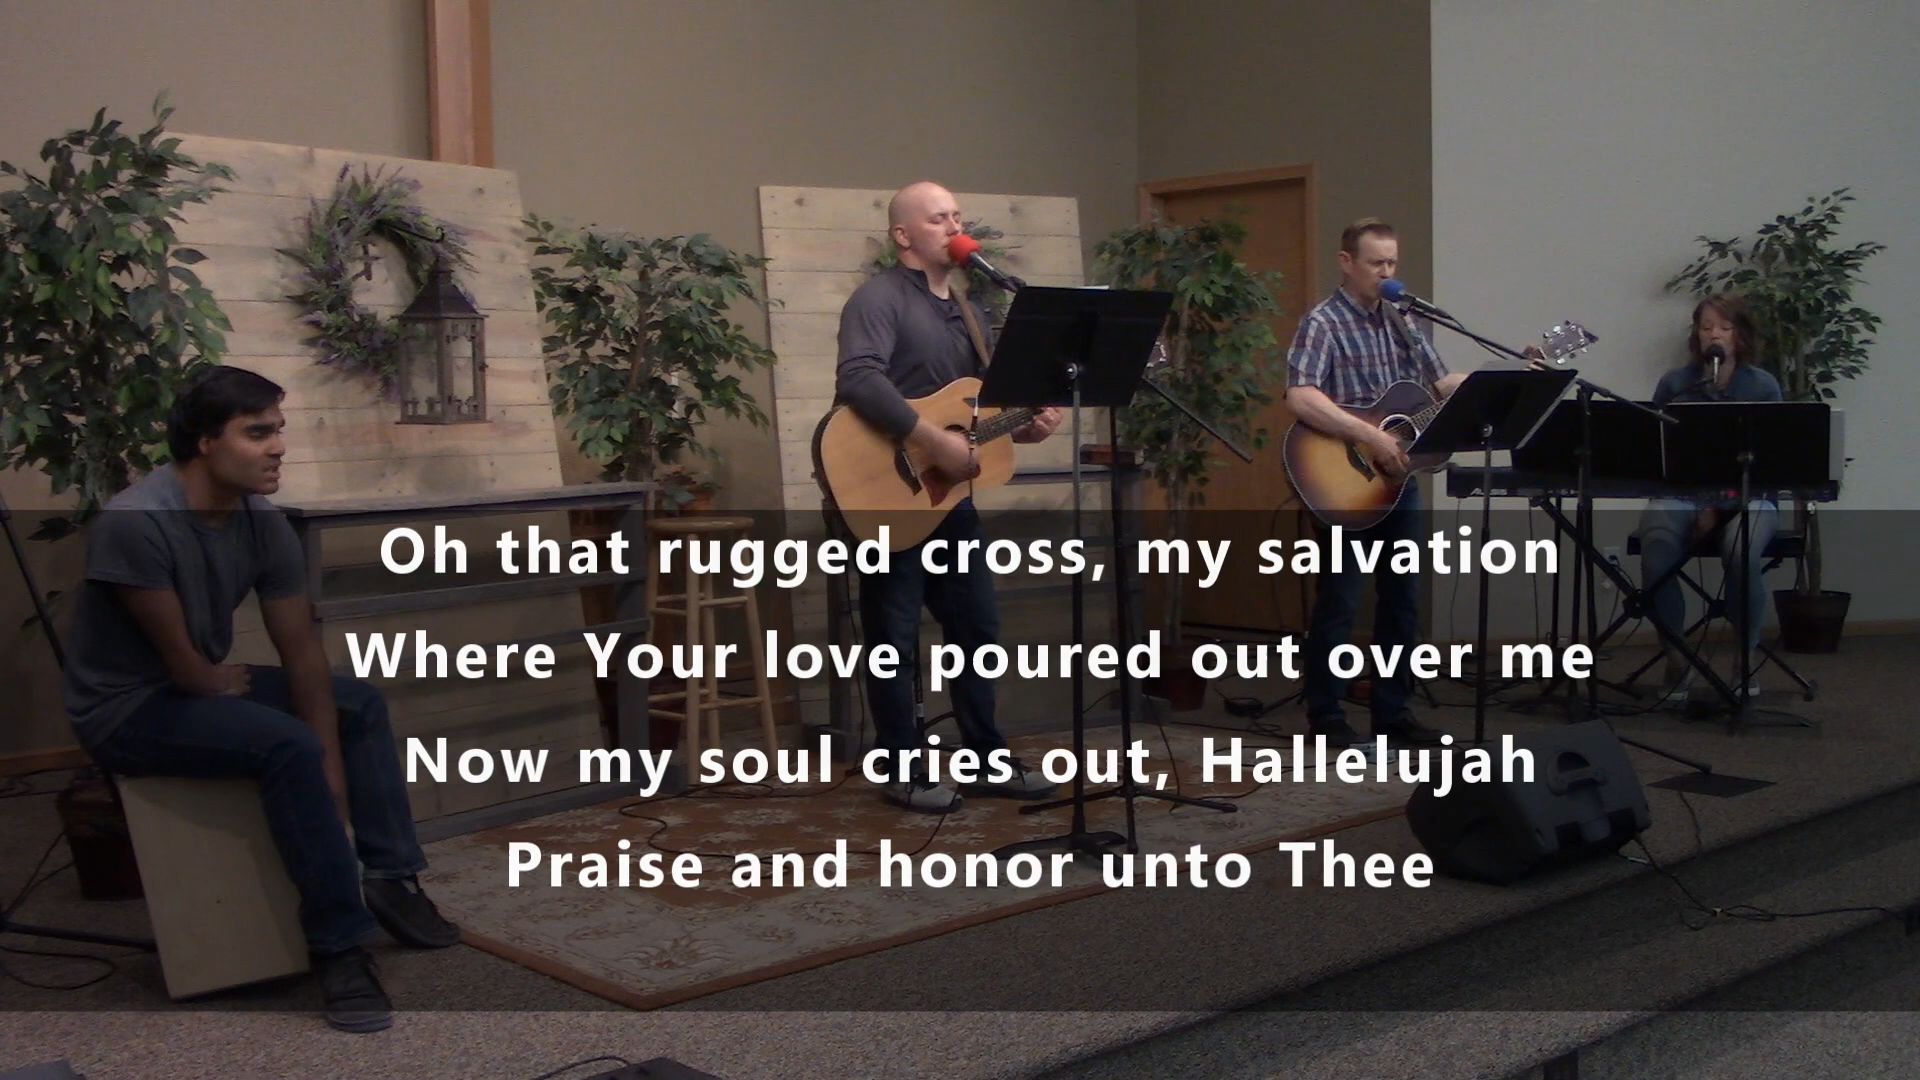 Oh that rugged cross, my salvation
Where Your love poured out over me
Now my soul cries out, Hallelujah
Praise and honor unto Thee
ALESIS